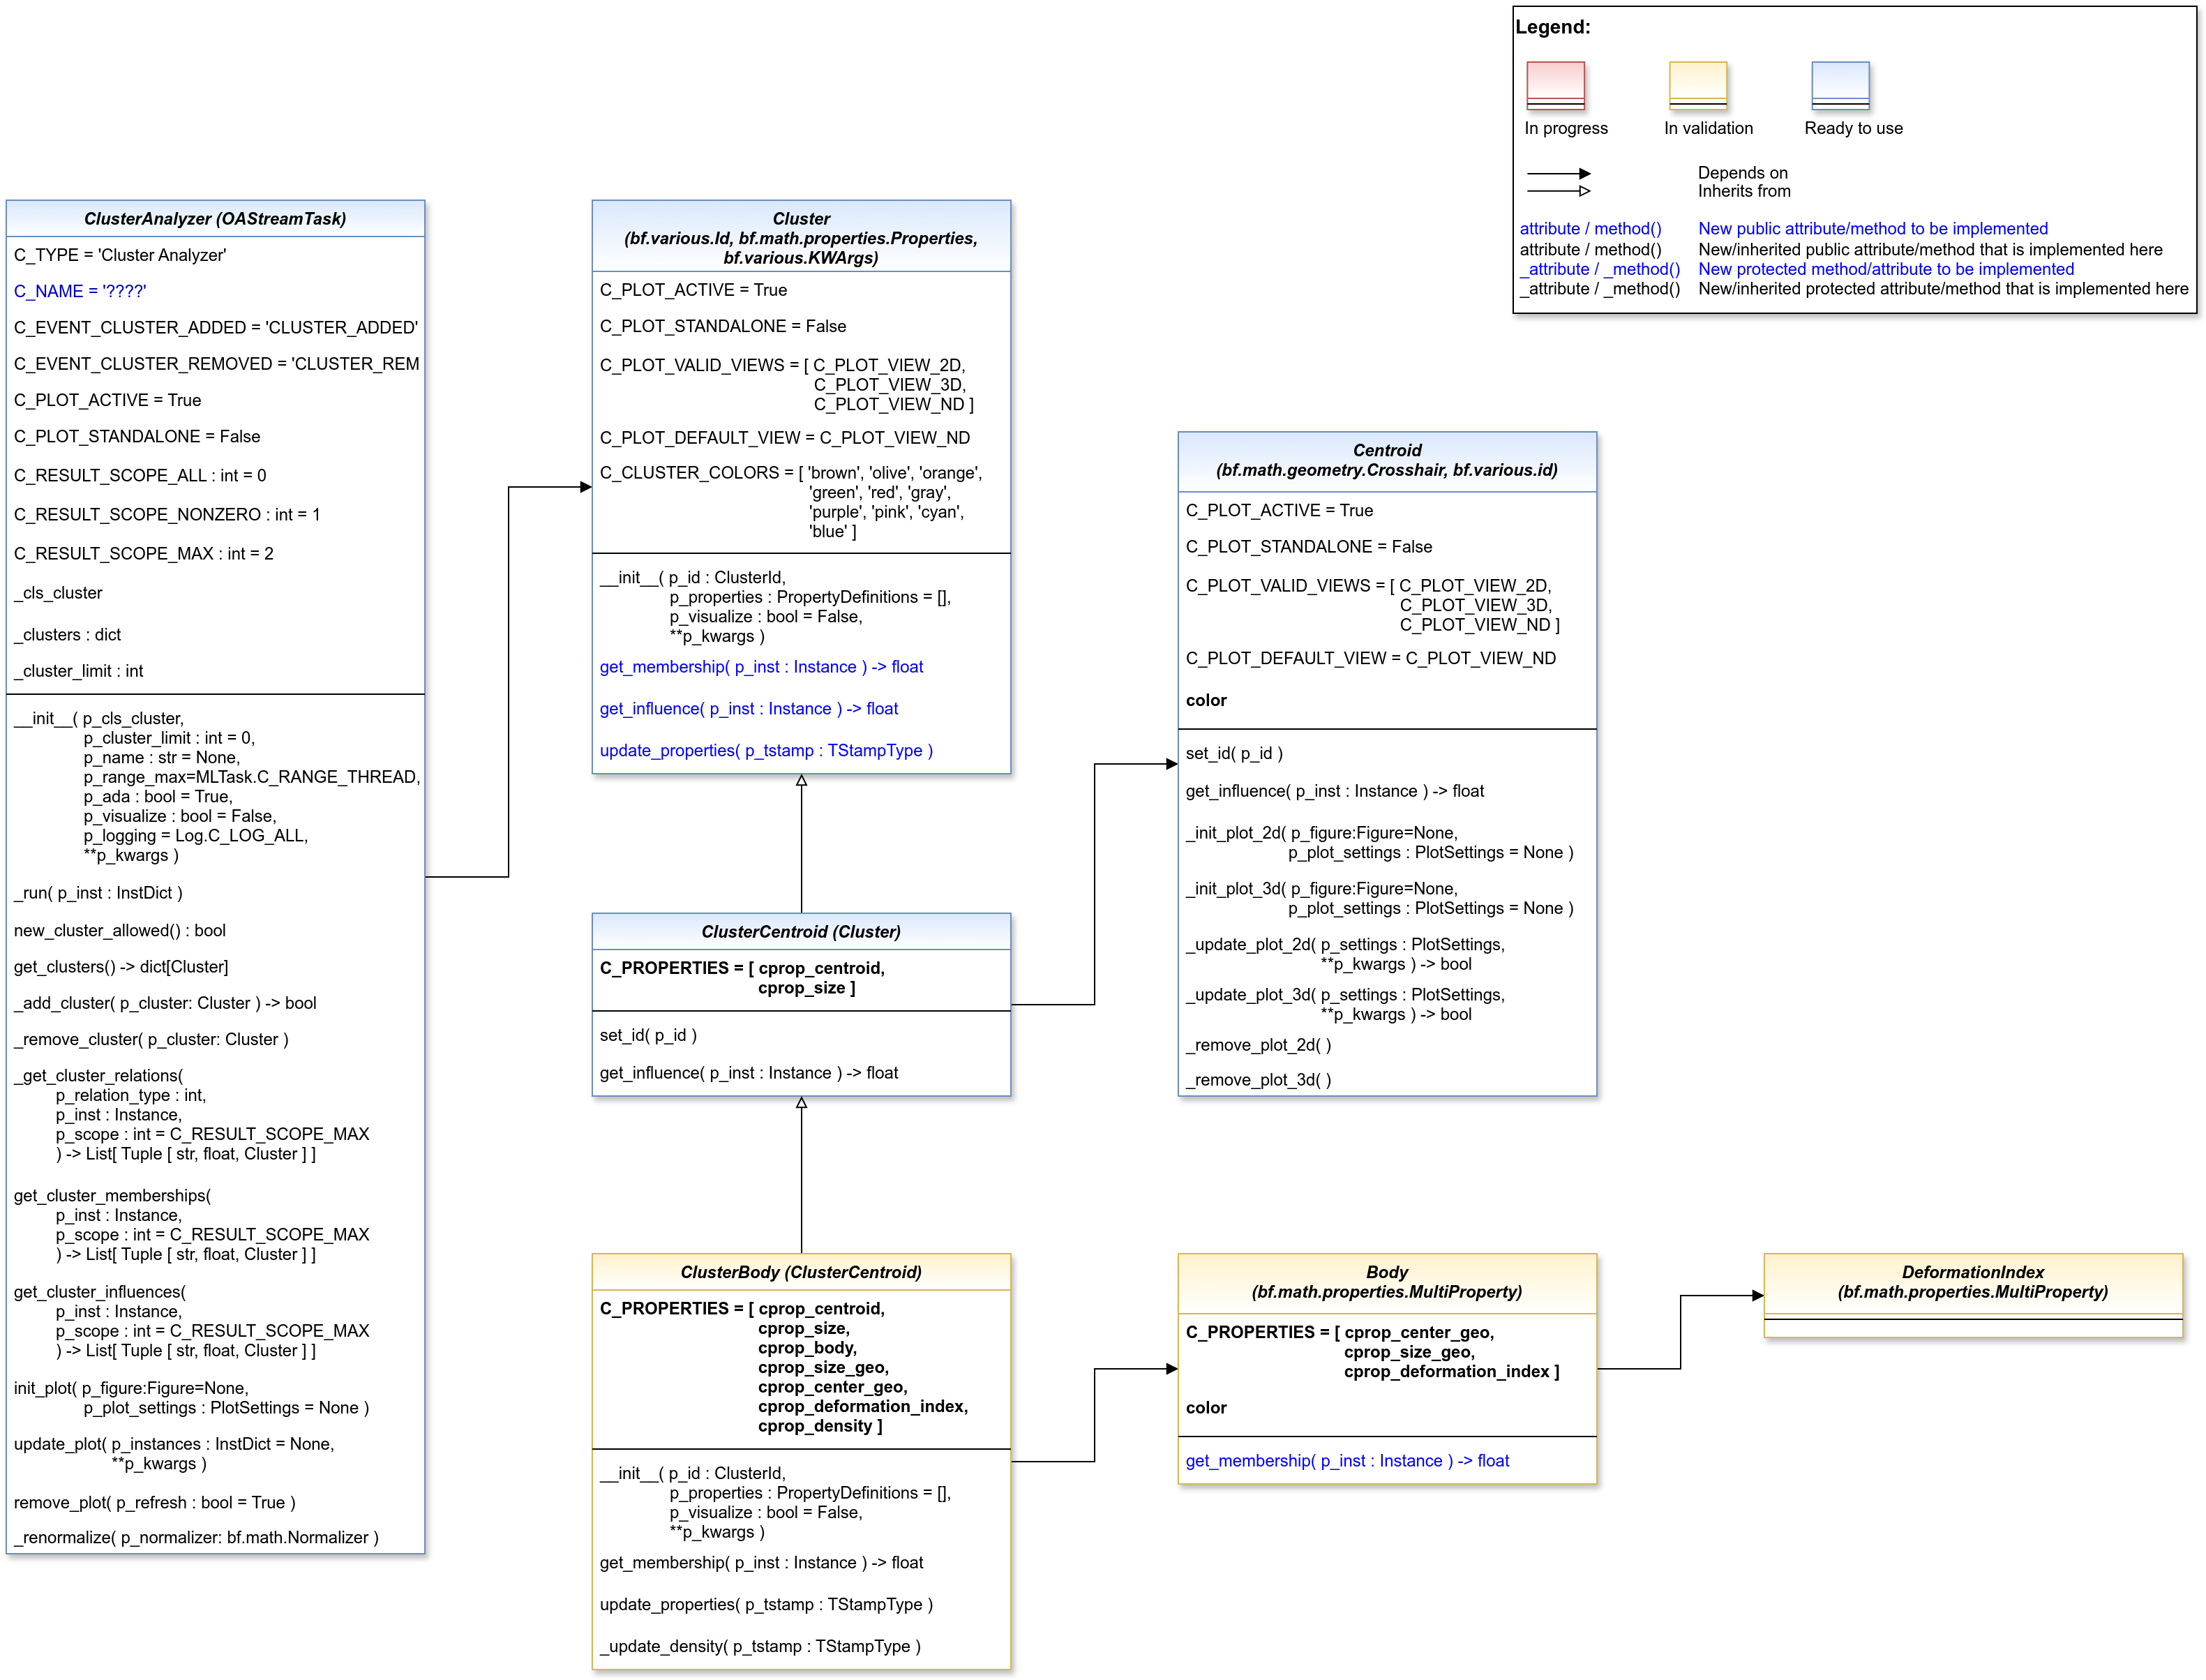 Legend:
In progress
In validation
Ready to use
Depends on
Inherits from
attribute / method() New public attribute/method to be implemented
attribute / method() New/inherited public attribute/method that is implemented here
_attribute / _method() New protected method/attribute to be implemented
_attribute / _method() New/inherited protected attribute/method that is implemented here
ClusterAnalyzer (OAStreamTask)
C_TYPE = 'Cluster Analyzer'
C_NAME = '????'
C_EVENT_CLUSTER_ADDED = 'CLUSTER_ADDED'
C_EVENT_CLUSTER_REMOVED = 'CLUSTER_REM
C_PLOT_ACTIVE = True
C_PLOT_STANDALONE = False
C_RESULT_SCOPE_ALL : int = 0
C_RESULT_SCOPE_NONZERO : int = 1
C_RESULT_SCOPE_MAX : int = 2
_cls_cluster
_clusters : dict
_cluster_limit : int
__init__( p_cls_cluster,
p_cluster_limit : int = 0,
p_name : str = None,
p_range_max=MLTask.C_RANGE_THREAD,
p_ada : bool = True,
p_visualize : bool = False,
p_logging = Log.C_LOG_ALL,
**p_kwargs )
_run( p_inst : InstDict )
new_cluster_allowed() : bool
get_clusters() -> dict[Cluster]
_add_cluster( p_cluster: Cluster ) -> bool
_remove_cluster( p_cluster: Cluster )
_get_cluster_relations(
p_relation_type : int,
p_inst : Instance,
p_scope : int = C_RESULT_SCOPE_MAX
) -> List[ Tuple [ str, float, Cluster ] ]
get_cluster_memberships(
p_inst : Instance,
p_scope : int = C_RESULT_SCOPE_MAX
) -> List[ Tuple [ str, float, Cluster ] ]
get_cluster_influences(
p_inst : Instance,
p_scope : int = C_RESULT_SCOPE_MAX
) -> List[ Tuple [ str, float, Cluster ] ]
init_plot( p_figure:Figure=None,
p_plot_settings : PlotSettings = None )
update_plot( p_instances : InstDict = None,
**p_kwargs )
remove_plot( p_refresh : bool = True )
_renormalize( p_normalizer: bf.math.Normalizer )
Cluster
(bf.various.Id, bf.math.properties.Properties,
bf.various.KWArgs)
C_PLOT_ACTIVE = True
C_PLOT_STANDALONE = False
C_PLOT_VALID_VIEWS = [ C_PLOT_VIEW_2D,
C_PLOT_VIEW_3D,
C_PLOT_VIEW_ND ]
C_PLOT_DEFAULT_VIEW = C_PLOT_VIEW_ND
C_CLUSTER_COLORS = [ 'brown', 'olive', 'orange',
'green', 'red', 'gray',
'purple', 'pink', 'cyan',
'blue' ]
__init__( p_id : ClusterId,
p_properties : PropertyDefinitions = [],
p_visualize : bool = False,
**p_kwargs )
get_membership( p_inst : Instance ) -> float
get_influence( p_inst : Instance ) -> float
update_properties( p_tstamp : TStampType )
ClusterCentroid (Cluster)
C_PROPERTIES = [ cprop_centroid,
cprop_size ]
set_id( p_id )
get_influence( p_inst : Instance ) -> float
ClusterBody (ClusterCentroid)
C_PROPERTIES = [ cprop_centroid,
cprop_size,
cprop_body,
cprop_size_geo,
cprop_center_geo,
cprop_deformation_index,
cprop_density ]
__init__( p_id : ClusterId,
p_properties : PropertyDefinitions = [],
p_visualize : bool = False,
**p_kwargs )
get_membership( p_inst : Instance ) -> float
update_properties( p_tstamp : TStampType )
_update_density( p_tstamp : TStampType )
Centroid
(bf.math.geometry.Crosshair, bf.various.id)
C_PLOT_ACTIVE = True
C_PLOT_STANDALONE = False
C_PLOT_VALID_VIEWS = [ C_PLOT_VIEW_2D,
C_PLOT_VIEW_3D,
C_PLOT_VIEW_ND ]
C_PLOT_DEFAULT_VIEW = C_PLOT_VIEW_ND
color
set_id( p_id )
get_influence( p_inst : Instance ) -> float
_init_plot_2d( p_figure:Figure=None,
p_plot_settings : PlotSettings = None )
_init_plot_3d( p_figure:Figure=None,
p_plot_settings : PlotSettings = None )
_update_plot_2d( p_settings : PlotSettings,
**p_kwargs ) -> bool
_update_plot_3d( p_settings : PlotSettings,
**p_kwargs ) -> bool
_remove_plot_2d( )
_remove_plot_3d( )
Body
(bf.math.properties.MultiProperty)
C_PROPERTIES = [ cprop_center_geo,
cprop_size_geo,
cprop_deformation_index ]
color
get_membership( p_inst : Instance ) -> float
DeformationIndex
(bf.math.properties.MultiProperty)